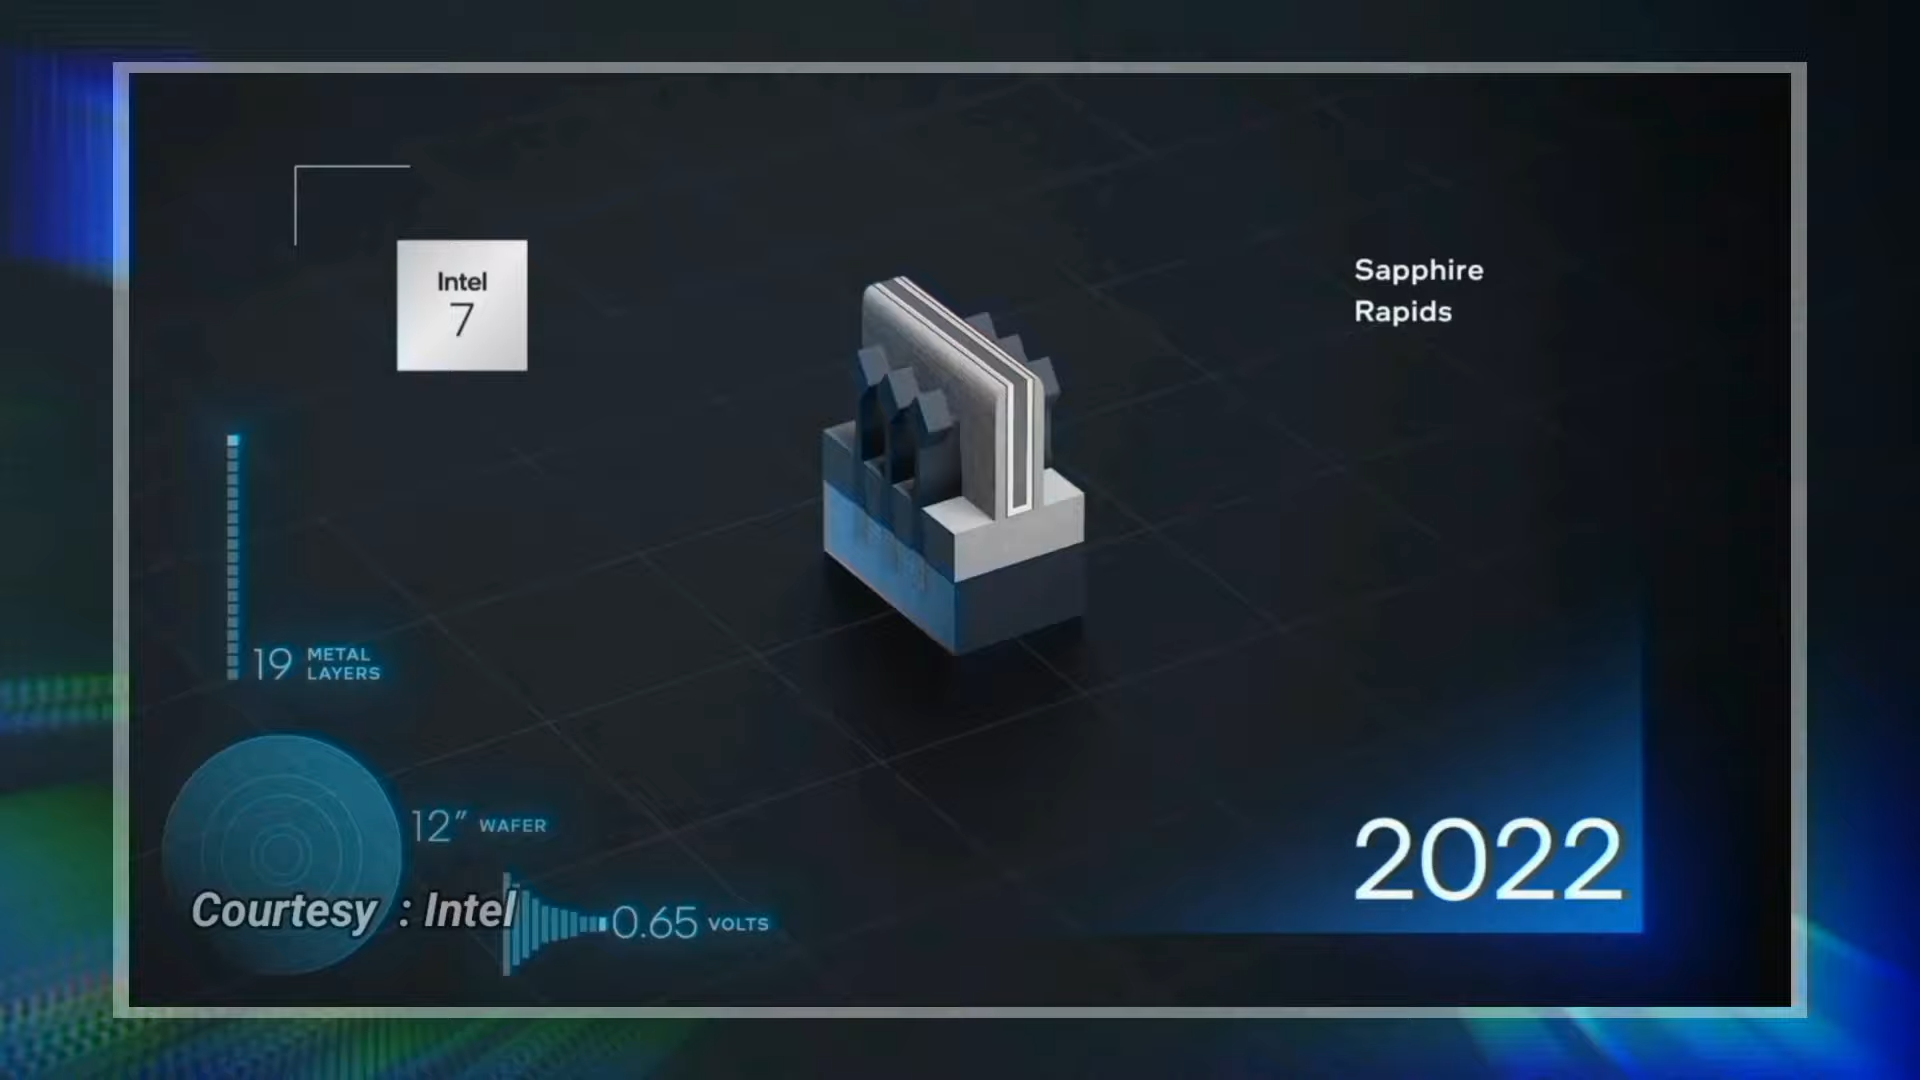 Intel
7
Sapphire
Rapids
19 METAL
LAYERS
12” WAFER
Courtesy : Intel
0.65 VOLTS
2022